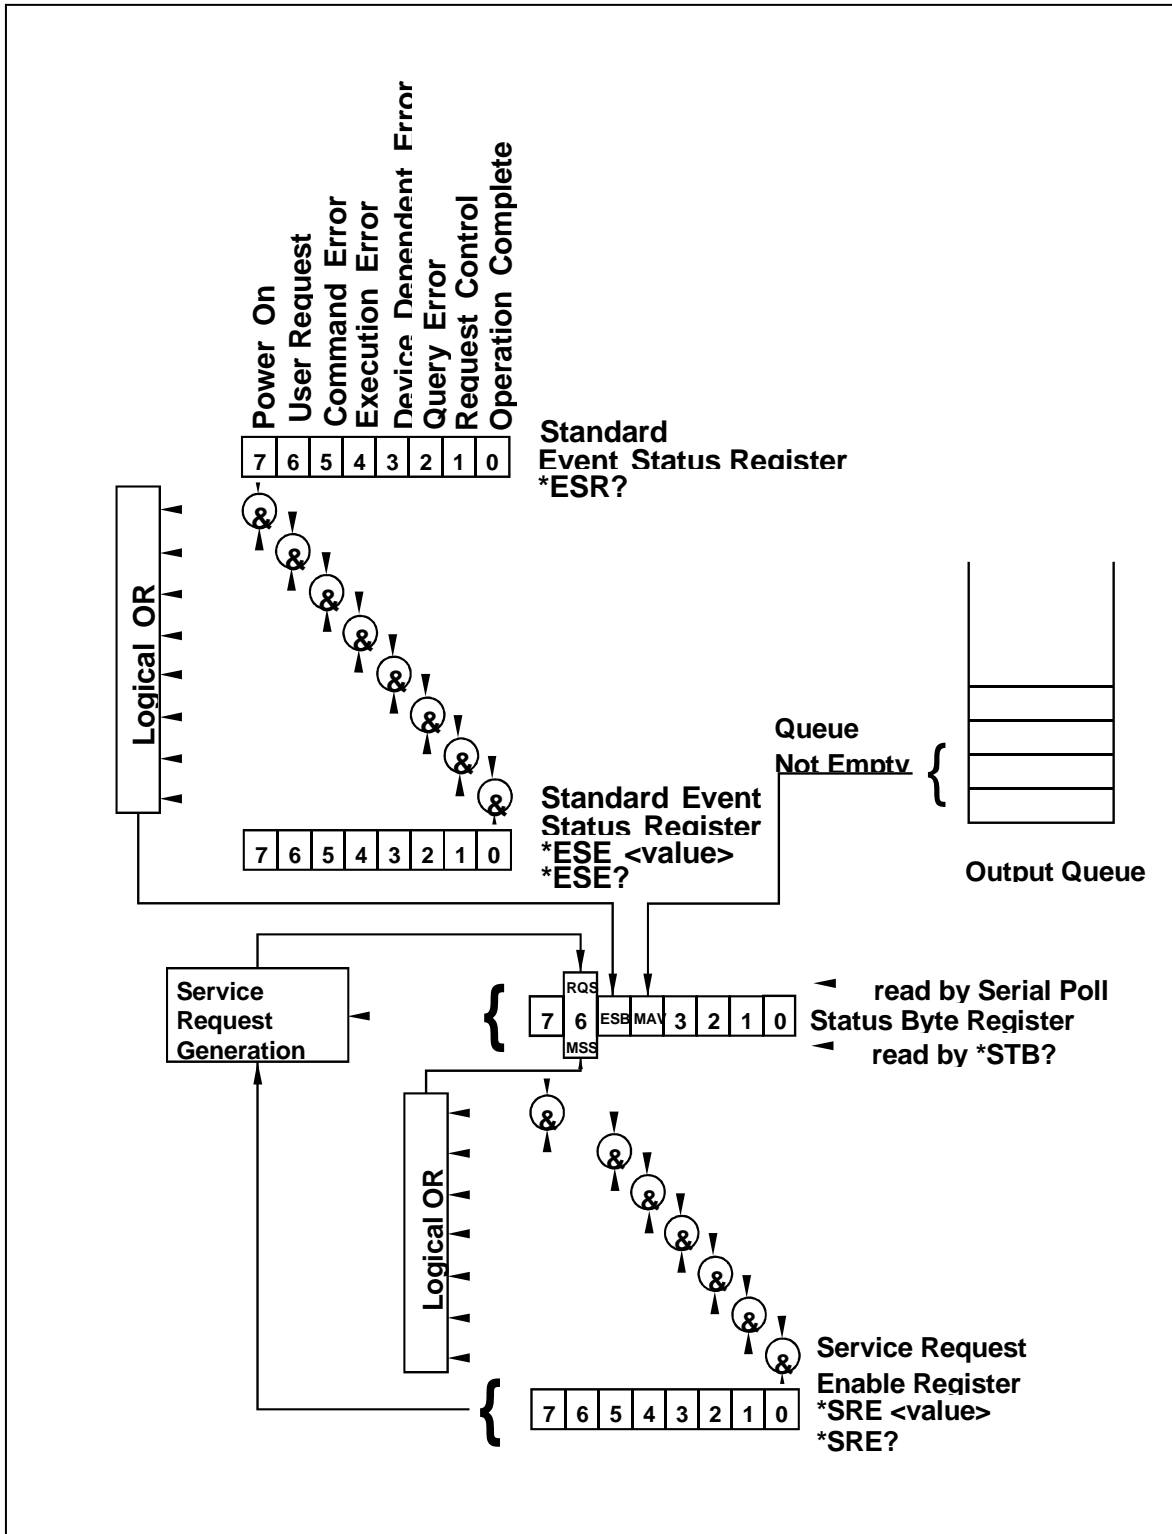 Power On
User Request
Command Error
Execution Error
Device Dependent Error
Query Error
Request Control
Operation Complete
7 6 5 4 3 2 1 0
Standard
Event Status Register
*ESR?
&
&
&
&
&
&
&
&
Logical OR
Queue
Not Empty
{
Standard Event
Status Register
*ESE <value>
*ESE?
7 6 5 4 3 2 1 0
Output Queue
Service
Request
Generation
{
RQS
7 6 ESB MAV 3 2 1 0
MSS
read by Serial Poll
Status Byte Register
read by *STB?
&
&
&
&
&
&
&
Logical OR
Service Request
Enable Register
*SRE <value>
*SRE?
{
7 6 5 4 3 2 1 0